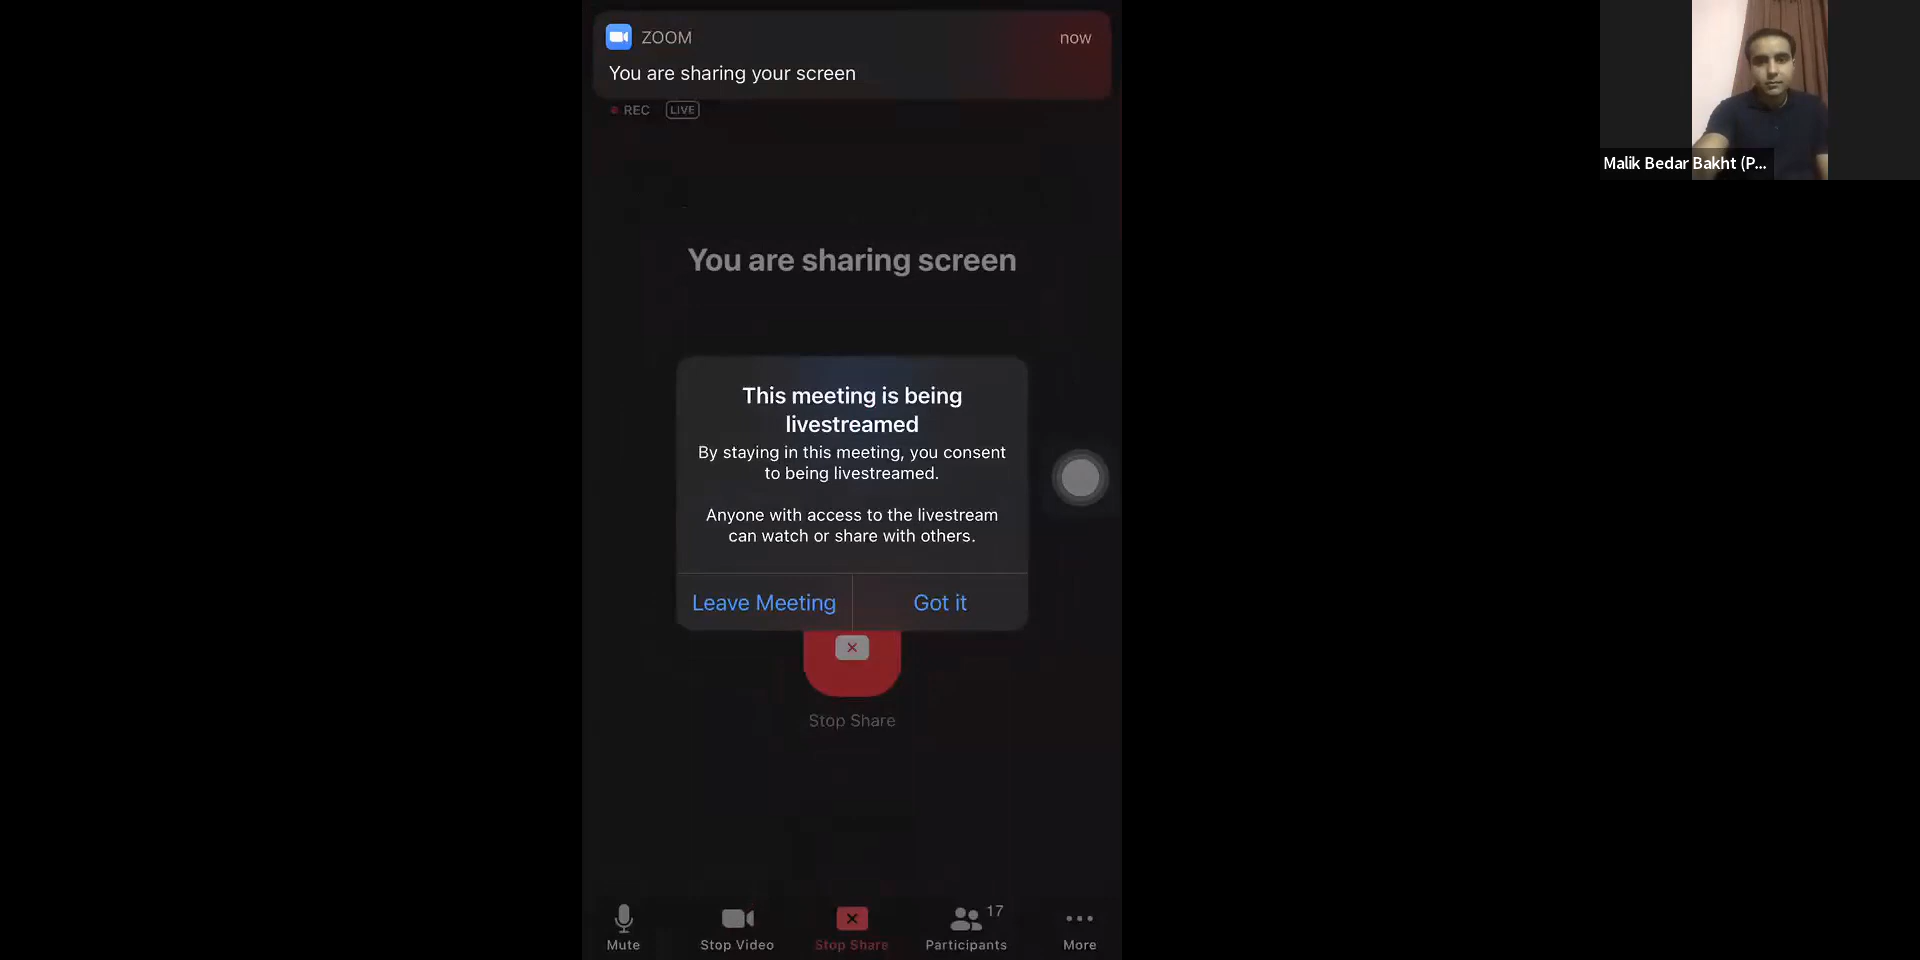 ZOOM
now
You are sharing your screen
REC
LIVE
Malik Bedar Bakht (P...
You are sharing screen
This meeting is being
livestreamed
By staying in this meeting, you consent
to being livestreamed.
Anyone with access to the livestream
can watch or share with others.
Leave Meeting
Got it
Stop Share
17
Mute
Stop Video
Stop Share
Participants
More